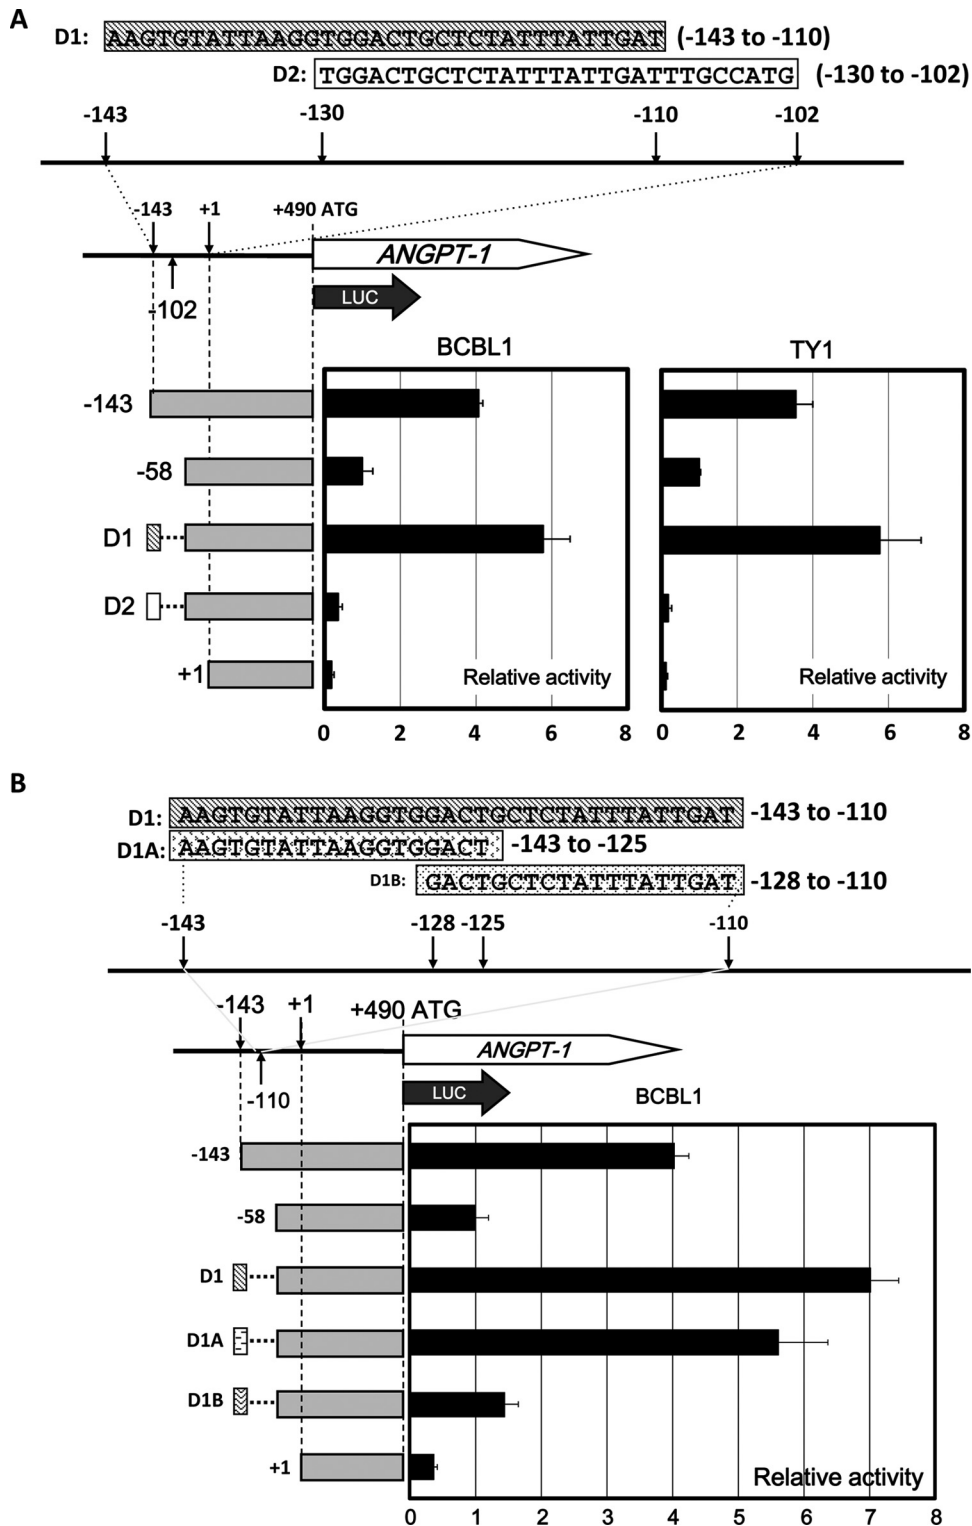 A
D1: AAGTGTATTAAGGTGGACTGCTCTATTTATTGAT (-143 to -110)
D2: TGGACTGCTCTATTTATTGATTTGCCATG (-130 to -102)
-143 -130 -110 -102
-143 +1 +490 ATG
ANGPT-1
LUC
-102
BCBL1 TY1
-143
-58
D1
D2
+1
Relative activity Relative activity
0 2 4 6 8 0 2 4 6 8
B
D1: AAGTGTATTAAGGTGGACTGCTCTATTTATTGAT -143 to -110
D1A: AAGTGTATTAAGGTGGACT -143 to -125
D1B: GACTGCTCTATTTATTGAT -128 to -110
-143 -128 -125 -110
-143 +1 +490 ATG
ANGPT-1
-110 LUC BCBL1
-143
-58
D1
D1A
D1B
+1
Relative activity
0 1 2 3 4 5 6 7 8